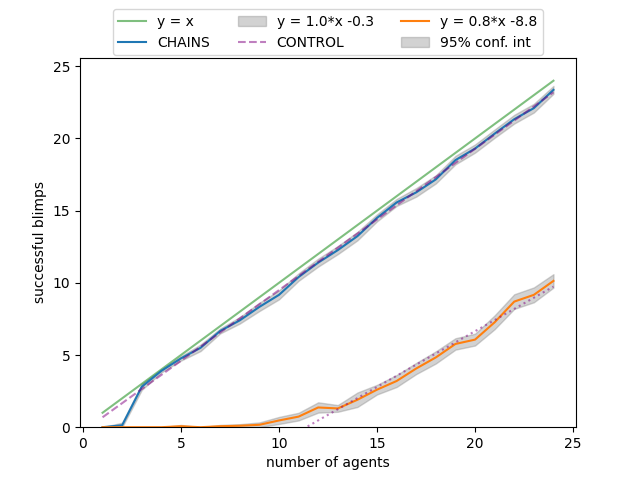 y = x
y = 1.0*x -0.3
y = 0.8*x -8.8
CHAINS
CONTROL
95% conf. int
25
20
15
10
5
0
successful blimps
0 5 10 15 20 25
number of agents